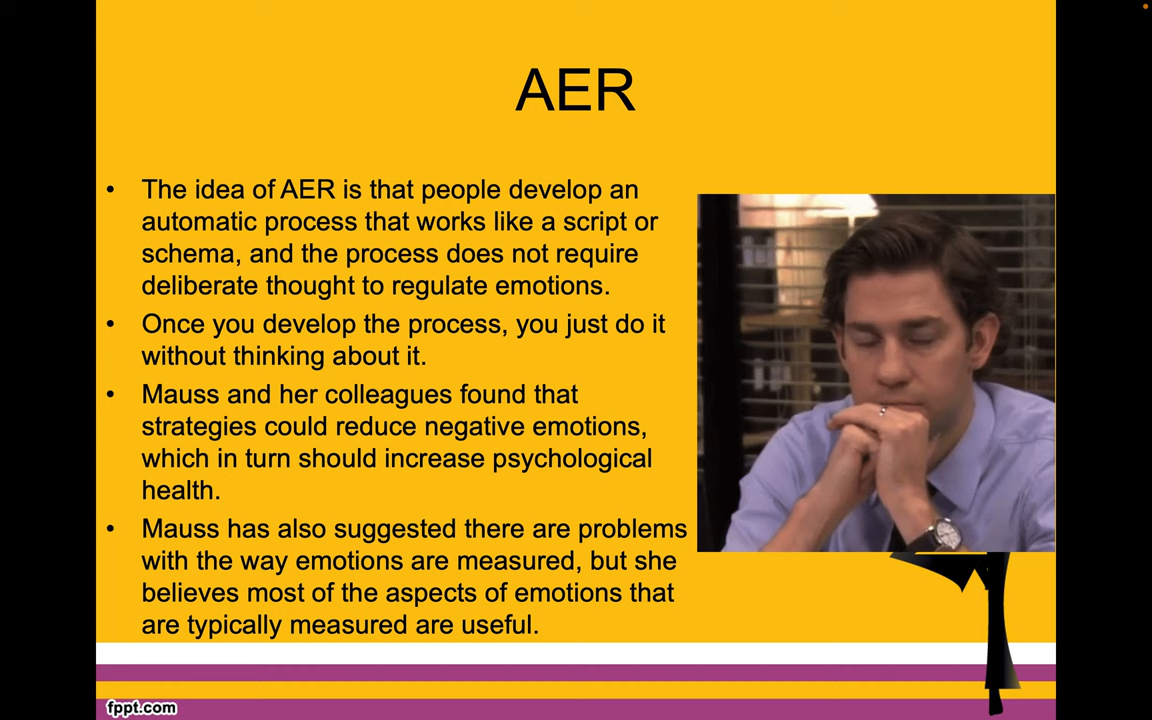 AER
• The idea of AER is that people develop an
automatic process that works like a script or
schema, and the process does not require
deliberate thought to regulate emotions.
• Once you develop the process, you just do it
without thinking about it.
• Mauss and her colleagues found that
strategies could reduce negative emotions,
which in turn should increase psychological
health.
• Mauss has also suggested there are problems
with the way emotions are measured, but she
believes most of the aspects of emotions that
are typically measured are useful.
fppt.com